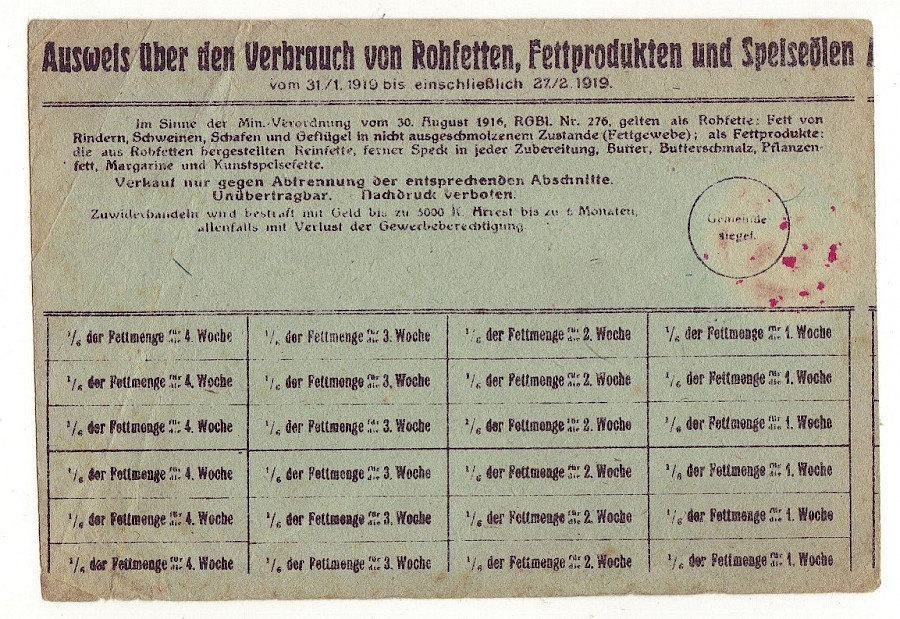 Ausweis über den Verbrauch von Rohfetten, Fettprodukten und Speiseölen
vom 31./1. 1919 bis einschließlich 27./2. 1919.
Im Sinne der Min.-Verordnung vom 30. August 1916, RGBl. Nr. 276, gelten als Rohfette: Fett von
Rindern, Schweinen, Schafen und Geflügel in nicht ausgeschmolzenem Zustande (Fettgewebe); als Fettprodukte:
die aus Rohfetten hergestellten Reinfette, ferner Speck in jeder Zubereitung, Butter, Butterschmalz, Pflanzen-
fett, Margarine und Kunstspeisefette.
Verkauf nur gegen Abtrennung der entsprechenden Abschnitte.
Unübertragbar. Nachdruck verboten.
Zuwiderhandeln wird bestraft mit Geld bis zu 5000 K, Arrest bis zu 6 Monaten,
allenfalls mit Verlust der Gewerbeberechtigung
Gemeinde
siegel.
1/6 der Fettmenge für die 4. Woche 1/6 der Fettmenge für die 3. Woche 1/6 der Fettmenge für die 2. Woche 1/6 der Fettmenge für die 1. Woche
1/6 der Fettmenge für die 4. Woche 1/6 der Fettmenge für die 3. Woche 1/6 der Fettmenge für die 2. Woche 1/6 der Fettmenge für die 1. Woche
1/6 der Fettmenge für die 4. Woche 1/6 der Fettmenge für die 3. Woche 1/6 der Fettmenge für die 2. Woche 1/6 der Fettmenge für die 1. Woche
1/6 der Fettmenge für die 4. Woche 1/6 der Fettmenge für die 3. Woche 1/6 der Fettmenge für die 2. Woche 1/6 der Fettmenge für die 1. Woche
1/6 der Fettmenge für die 4. Woche 1/6 der Fettmenge für die 3. Woche 1/6 der Fettmenge für die 2. Woche 1/6 der Fettmenge für die 1. Woche
1/6 der Fettmenge für die 4. Woche 1/6 der Fettmenge für die 3. Woche 1/6 der Fettmenge für die 2. Woche 1/6 der Fettmenge für die 1. Woche